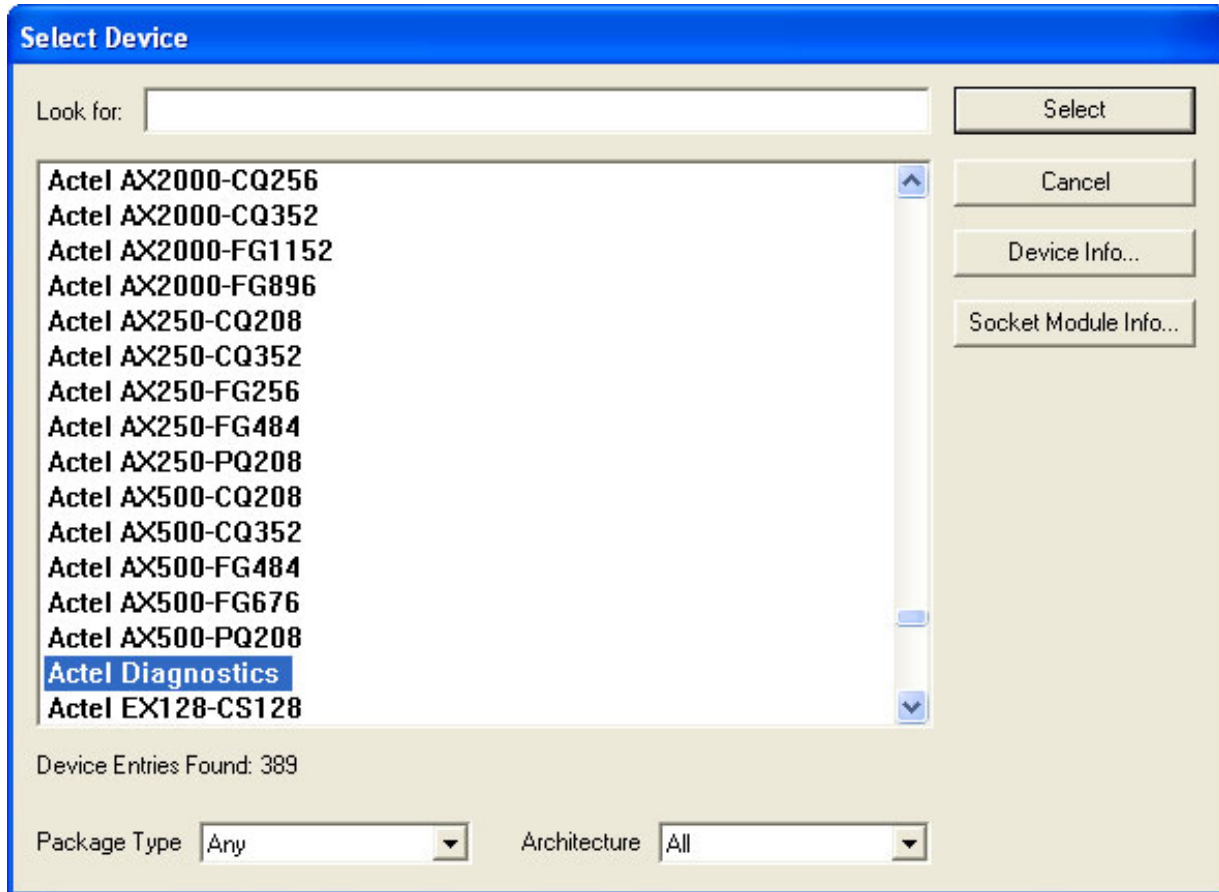 Select Device
Look for:
Select
Actel AX2000-CQ256
Actel AX2000-CQ352
Actel AX2000-FG1152
Actel AX2000-FG896
Actel AX250-CQ208
Actel AX250-CQ352
Actel AX250-FG256
Actel AX250-FG484
Actel AX250-PQ208
Actel AX500-CQ208
Actel AX500-CQ352
Actel AX500-FG484
Actel AX500-FG676
Actel AX500-PQ208
Actel Diagnostics
Actel EX128-CS128
Cancel
Device Info...
Socket Module Info...
Device Entries Found: 389
Package Type Any Architecture All